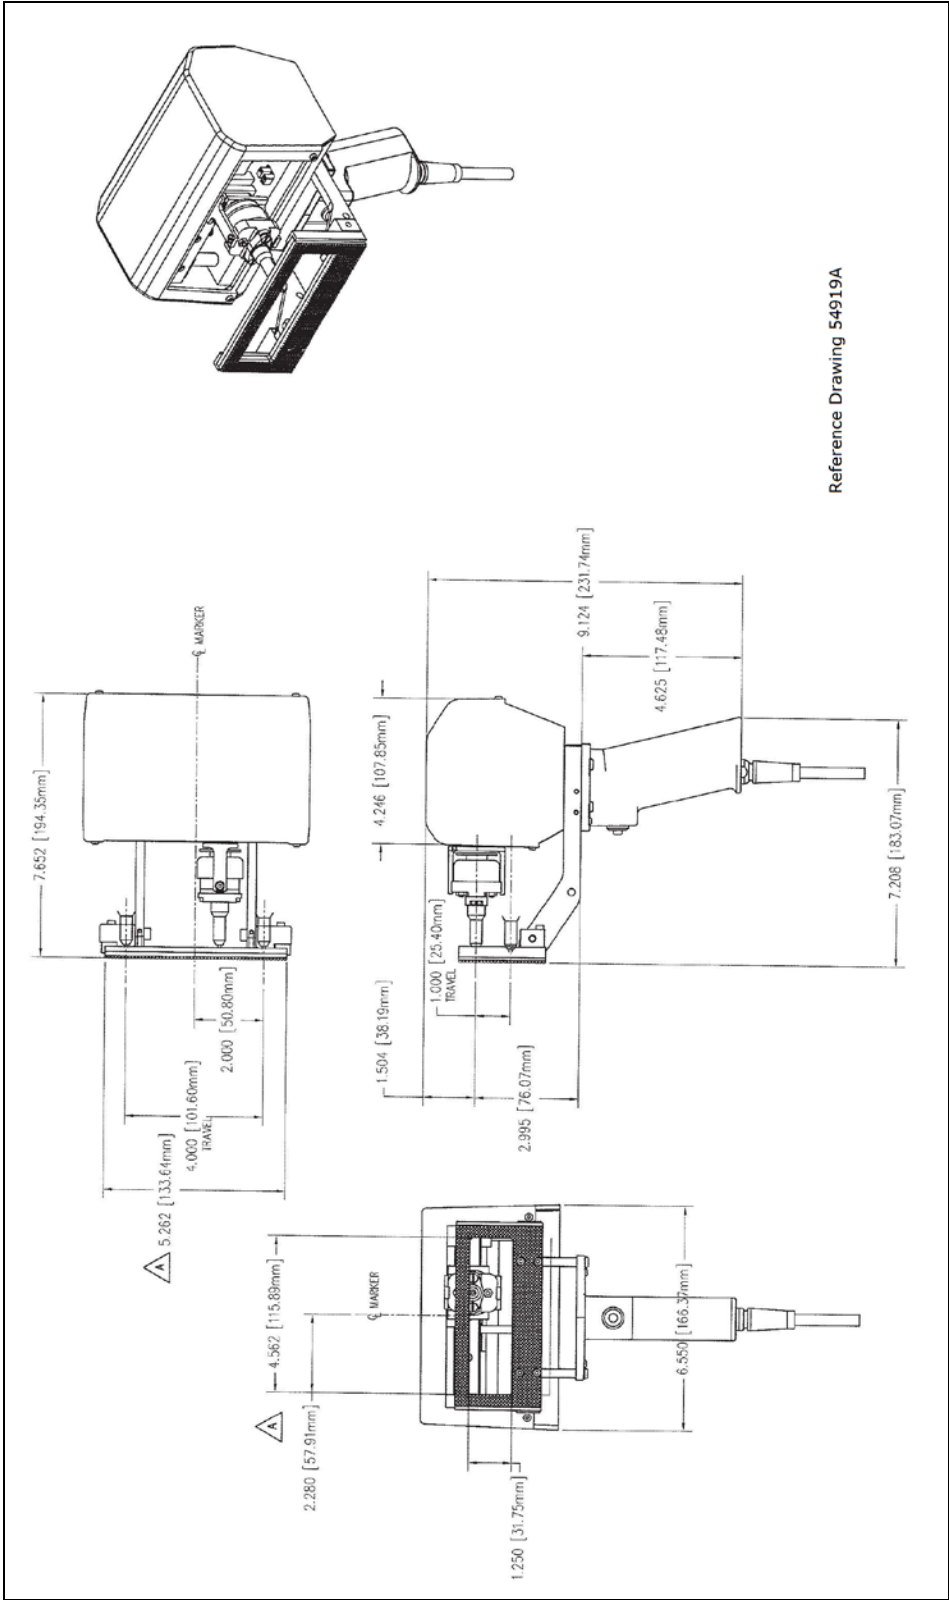 7.652 [194.35mm]
℄ MARKER
2.000 [50.80mm]
4.000 [101.60mm]
TRAVEL
A
5.262 [133.64mm]
4.246 [107.85mm]
1.504 [38.19mm]
1.000 [25.40mm]
TRAVEL
2.995 [76.07mm]
9.124 [231.74mm]
4.625 [117.48mm]
7.208 [183.07mm]
℄ MARKER
4.562 [115.89mm]
A
2.280 [57.91mm]
1.250 [31.75mm]
6.550 [166.37mm]
Reference Drawing 54919A